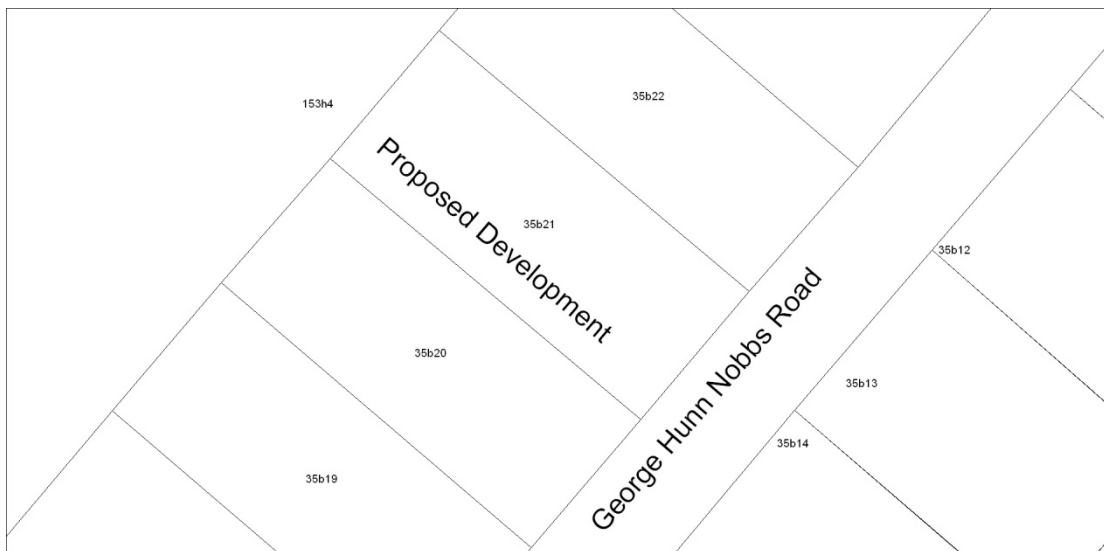 153h4
35b22
Proposed Development
35b21
35b12
George Hunn Nobbs Road
35b20
35b13
35b14
35b19